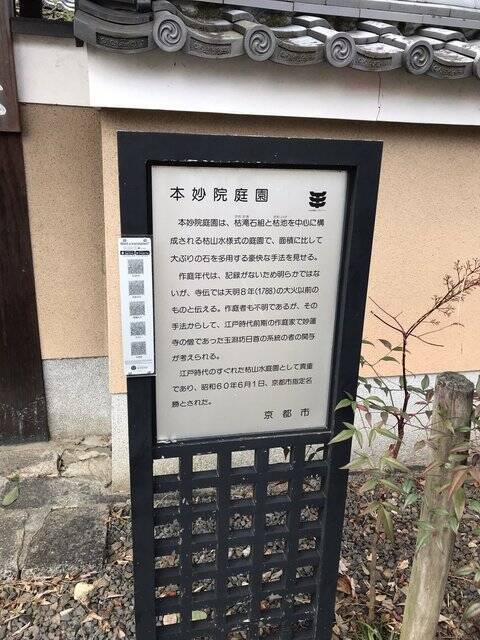 本妙院庭園
本妙院庭園は、枯滝石組と枯池を中心に構
成される枯山水様式の庭園で、面積に比して
大ぶりの石を多用する豪快な手法を見せる。
作庭年代は、記録がないため明らかではな
いが、寺伝では天明8年(1788)の大火以前の
ものと伝える。作庭者も不明であるが、その
手法からして、江戸時代前期の作庭家で妙蓮
寺の僧であった玉淵坊日首の系統の者の関与
が考えられる。
江戸時代のすぐれた枯山水庭園として貴重
であり、昭和60年6月1日、京都市指定名
勝とされた。
京都市